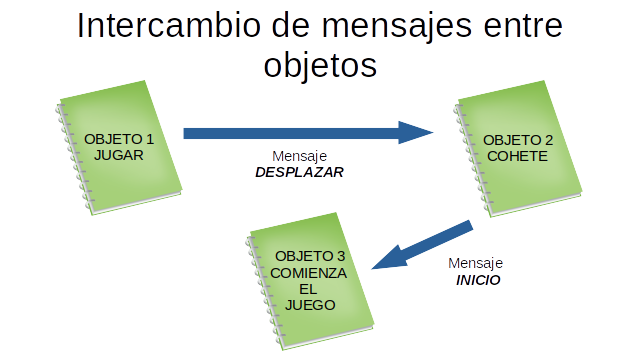 Intercambio de mensajes entre
objetos
OBJETO 1
JUGAR
Mensaje
DESPLAZAR
OBJETO 2
COHETE
OBJETO 3
COMIENZA
EL
JUEGO
Mensaje
INICIO